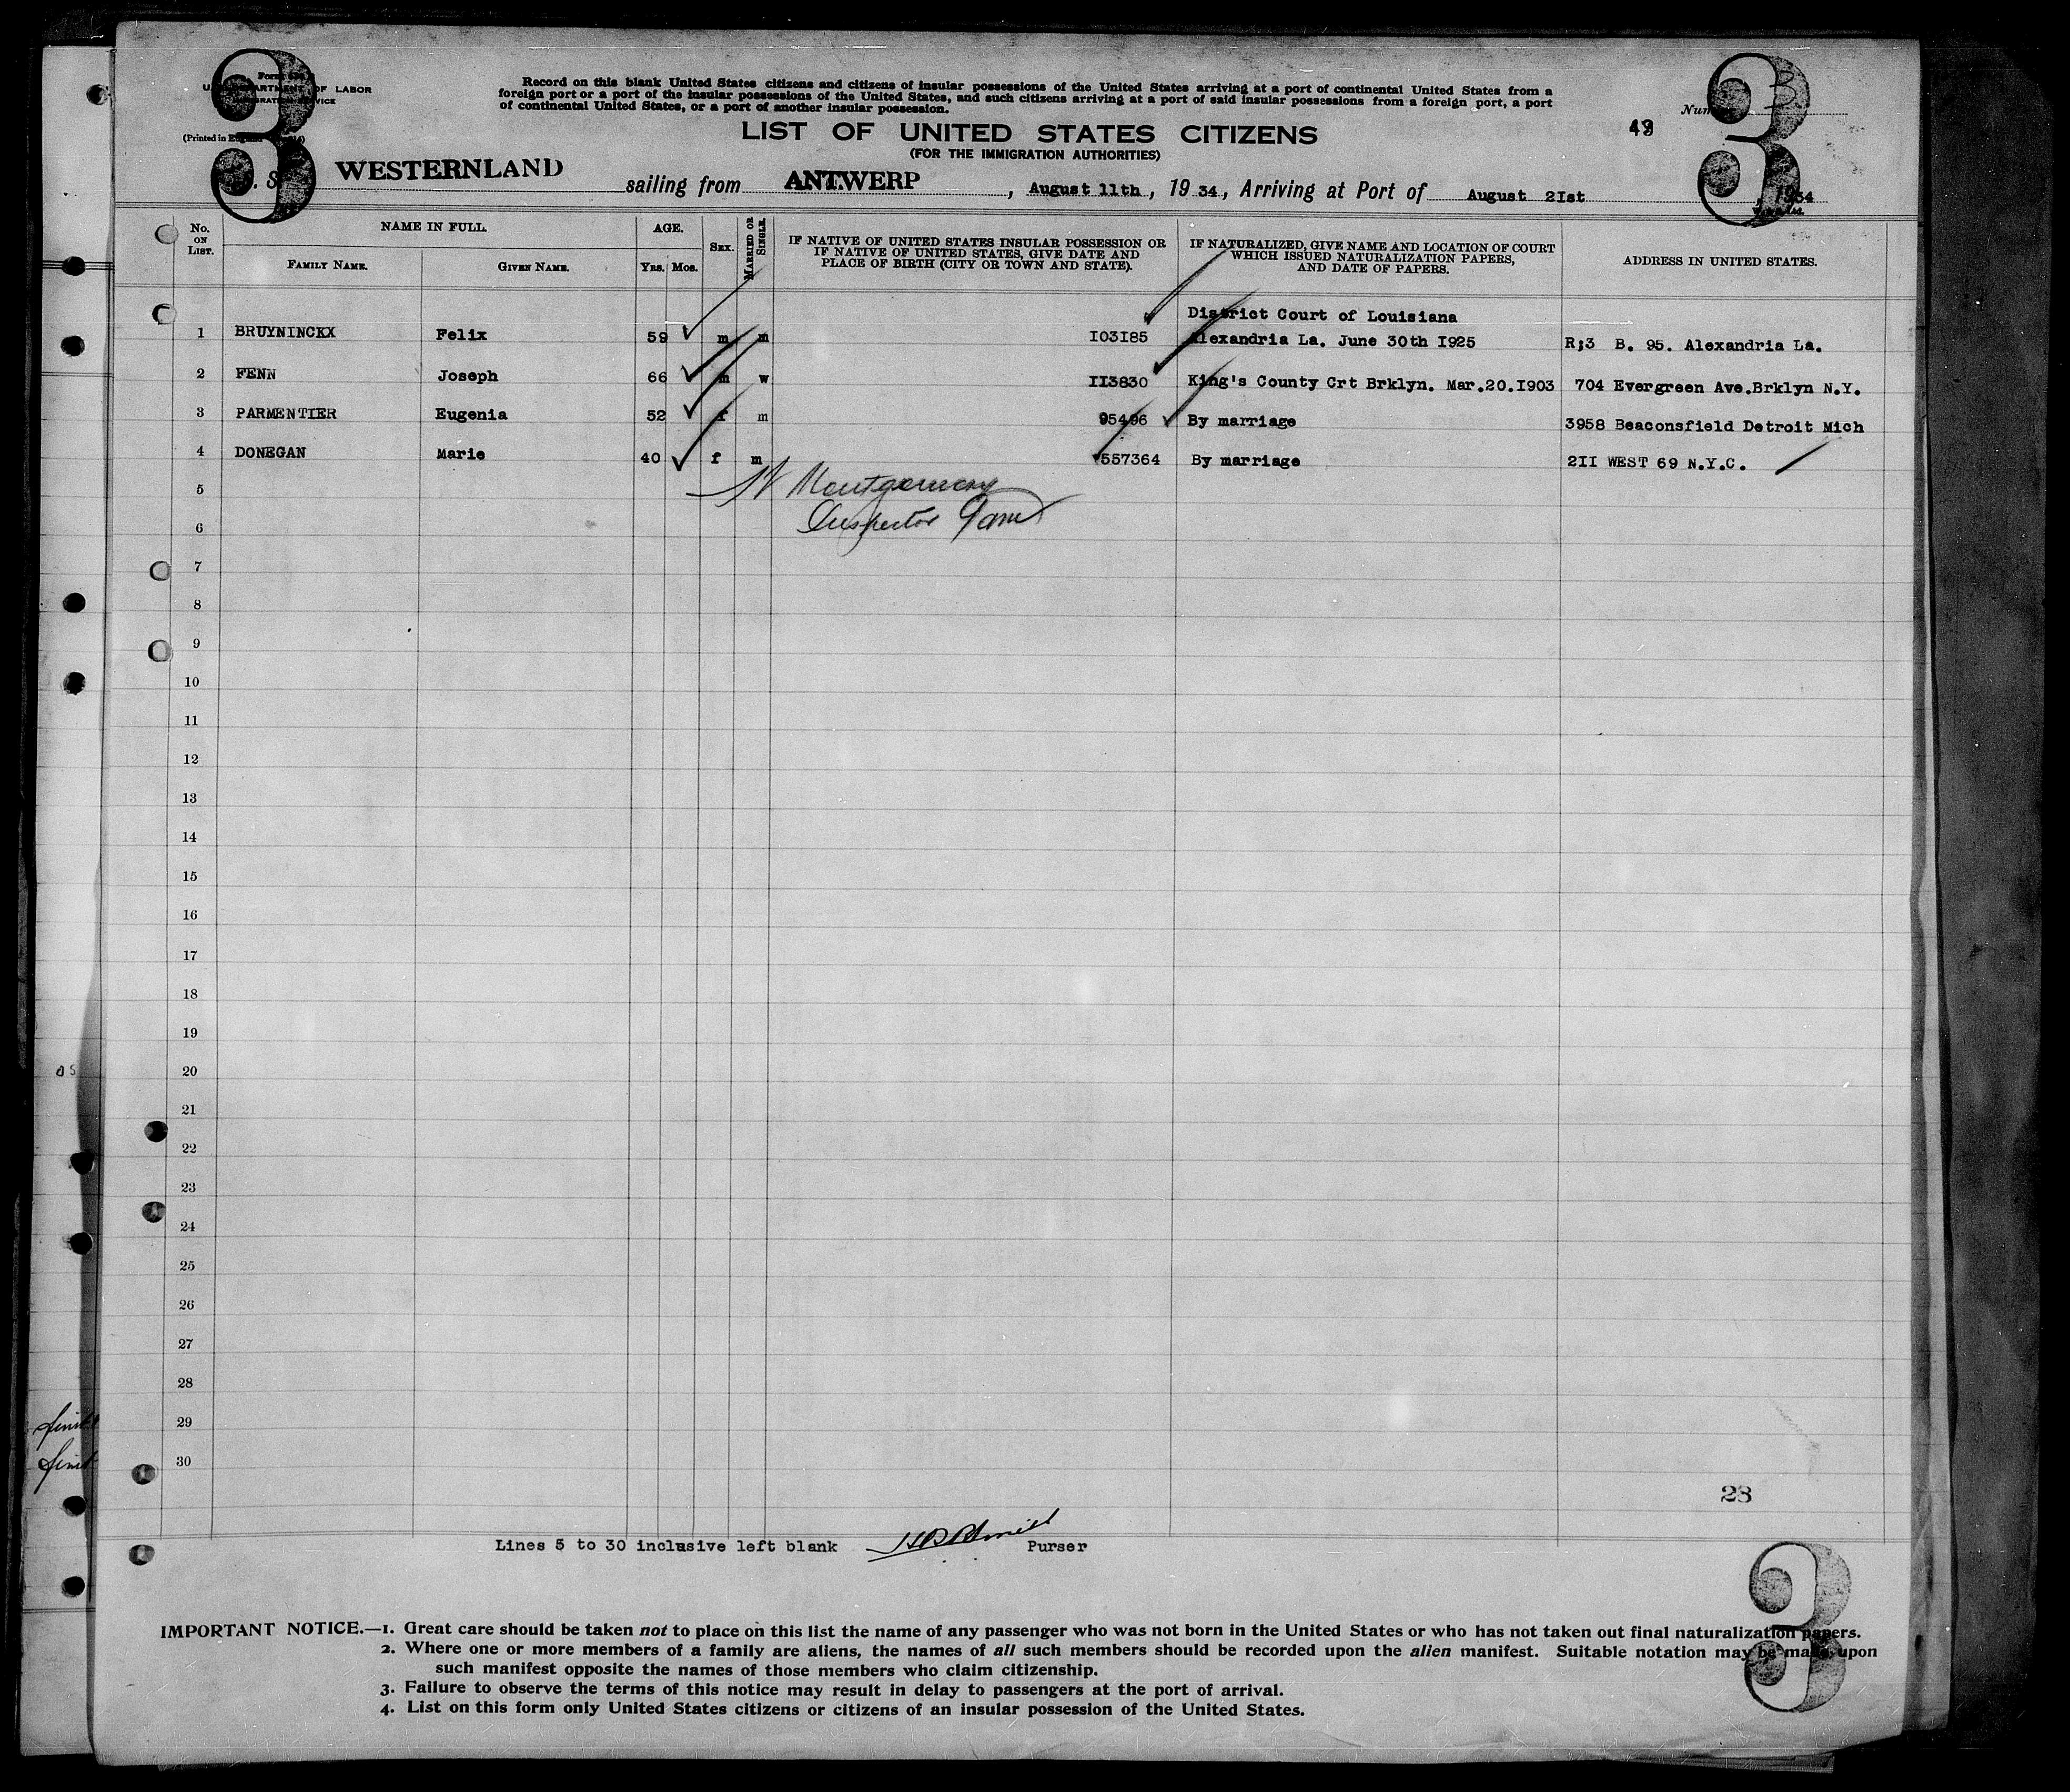 3
3
Form
U. S. DEPARTMENT OF LABOR
IMMIGRATION SERVICE
(Printed in England
Record on this blank United States citizens and citizens of insular possessions of the United States arriving at a port of continental United States from a
foreign port or a port of the insular possessions of the United States, and such citizens arriving at a port of said insular possessions from a foreign port, a port
of continental United States, or a port of another insular possession.
LIST OF UNITED STATES CITIZENS
(FOR THE IMMIGRATION AUTHORITIES)
S. S. WESTERNLAND sailing from ANTWERP, August 11th, 19 34, Arriving at Port of August 2Ist, 1934
No. ON LIST. NAME IN FULL. AGE. SEX. MARRIED OR SINGLE. IF NATIVE OF UNITED STATES INSULAR POSSESSION OR IF NATIVE OF UNITED STATES, GIVE DATE AND PLACE OF BIRTH (CITY OR TOWN AND STATE). IF NATURALIZED, GIVE NAME AND LOCATION OF COURT WHICH ISSUED NATURALIZATION PAPERS, AND DATE OF PAPERS. ADDRESS IN UNITED STATES.
FAMILY NAME. GIVEN NAME. YRS. MOS.
District Court of Louisiana
1 BRUYNINCKX Felix 59 m m I03I85 Alexandria La. June 30th I925 R;3 B. 95. Alexandria La.
2 FENN Joseph 66 m w II3830 King's County Crt Brklyn. Mar.20.I903 704 Evergreen Ave.Brklyn N.Y.
3 PARMENTIER Eugenia 52 f m 95496 By marriage 3958 Beaconsfield Detroit Mich
4 DONEGAN Marie 40 f m 557364 By marriage 2II WEST 69 N.Y.C.
5 Montgomery
6 Inspector
7
8
9
10
11
12
13
14
15
16
17
18
19
20
21
22
23
24
25
26
27
28
29
30
23
Lines 5 to 30 inclusive left blank Purser
3
IMPORTANT NOTICE.—1. Great care should be taken not to place on this list the name of any passenger who was not born in the United States or who has not taken out final naturalization papers.
2. Where one or more members of a family are aliens, the names of all such members should be recorded upon the alien manifest. Suitable notation may be made upon
such manifest opposite the names of those members who claim citizenship.
3. Failure to observe the terms of this notice may result in delay to passengers at the port of arrival.
4. List on this form only United States citizens or citizens of an insular possession of the United States.